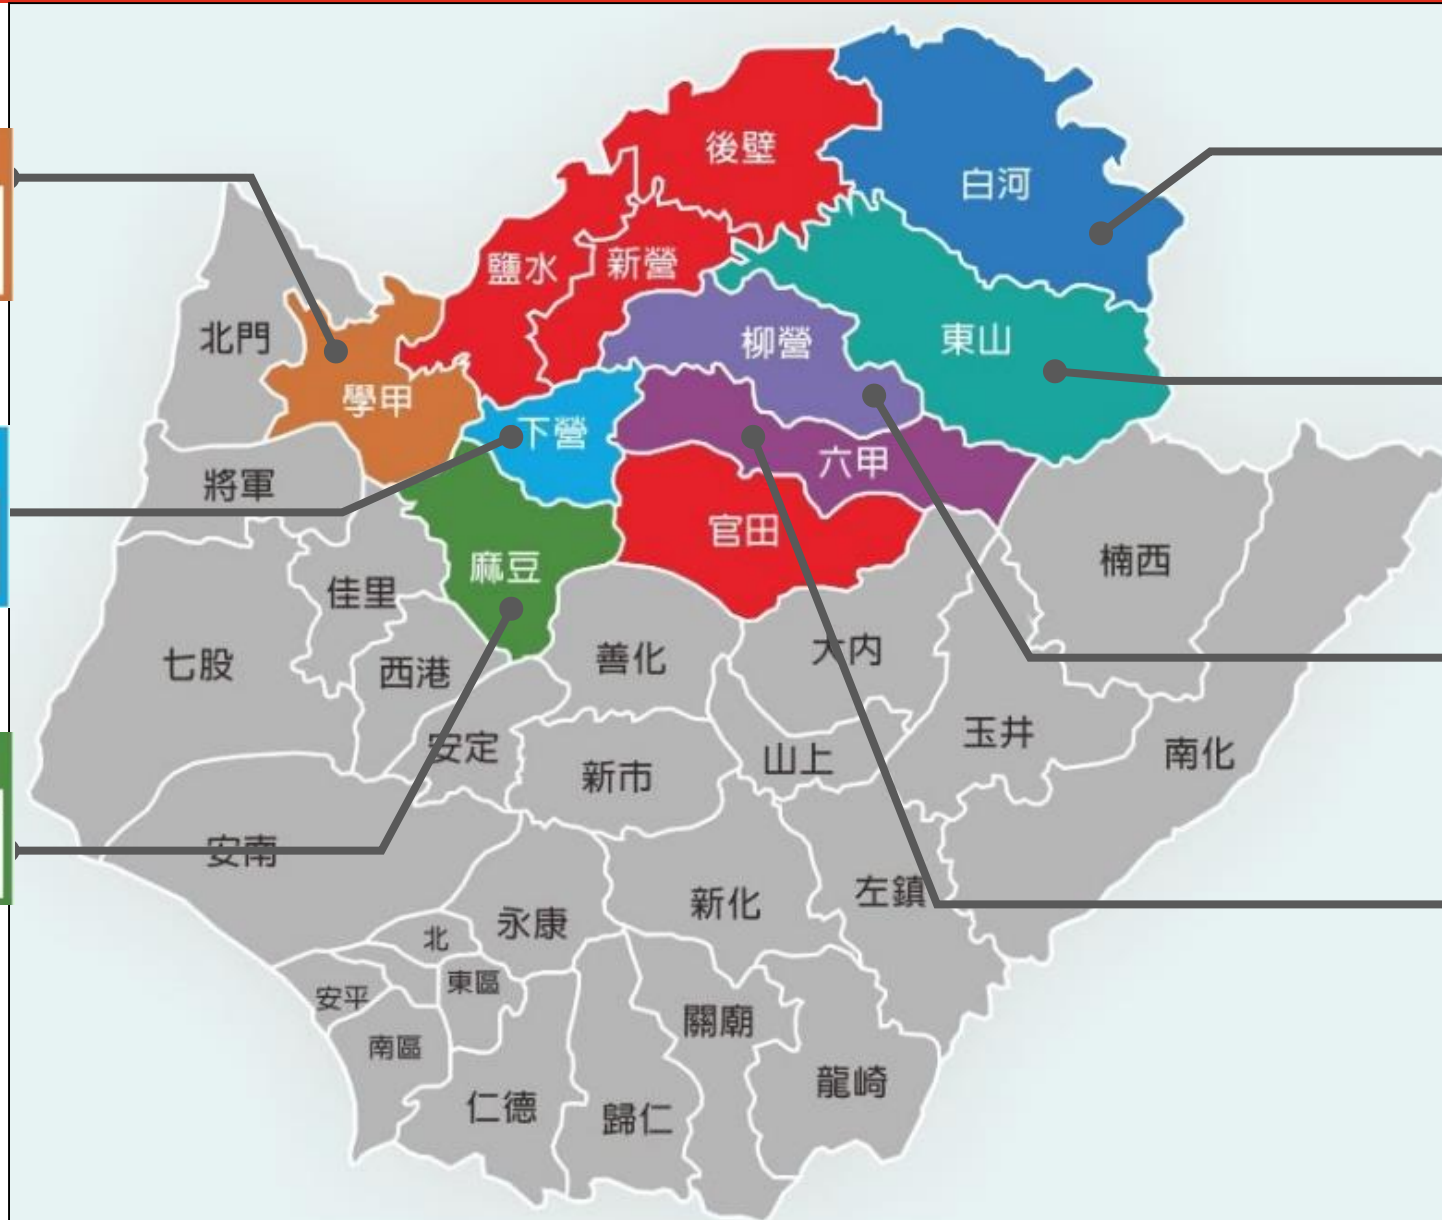 後壁
白河
鹽水
新營
北門
柳營
東山
學甲
下營
六甲
將軍
官田
麻豆
楠西
佳里
七股
西港
善化
大內
安定
新市
山上
玉井
南化
安南
永康
新化
左鎮
北
安平
東區
南區
關廟
龍崎
仁德
歸仁